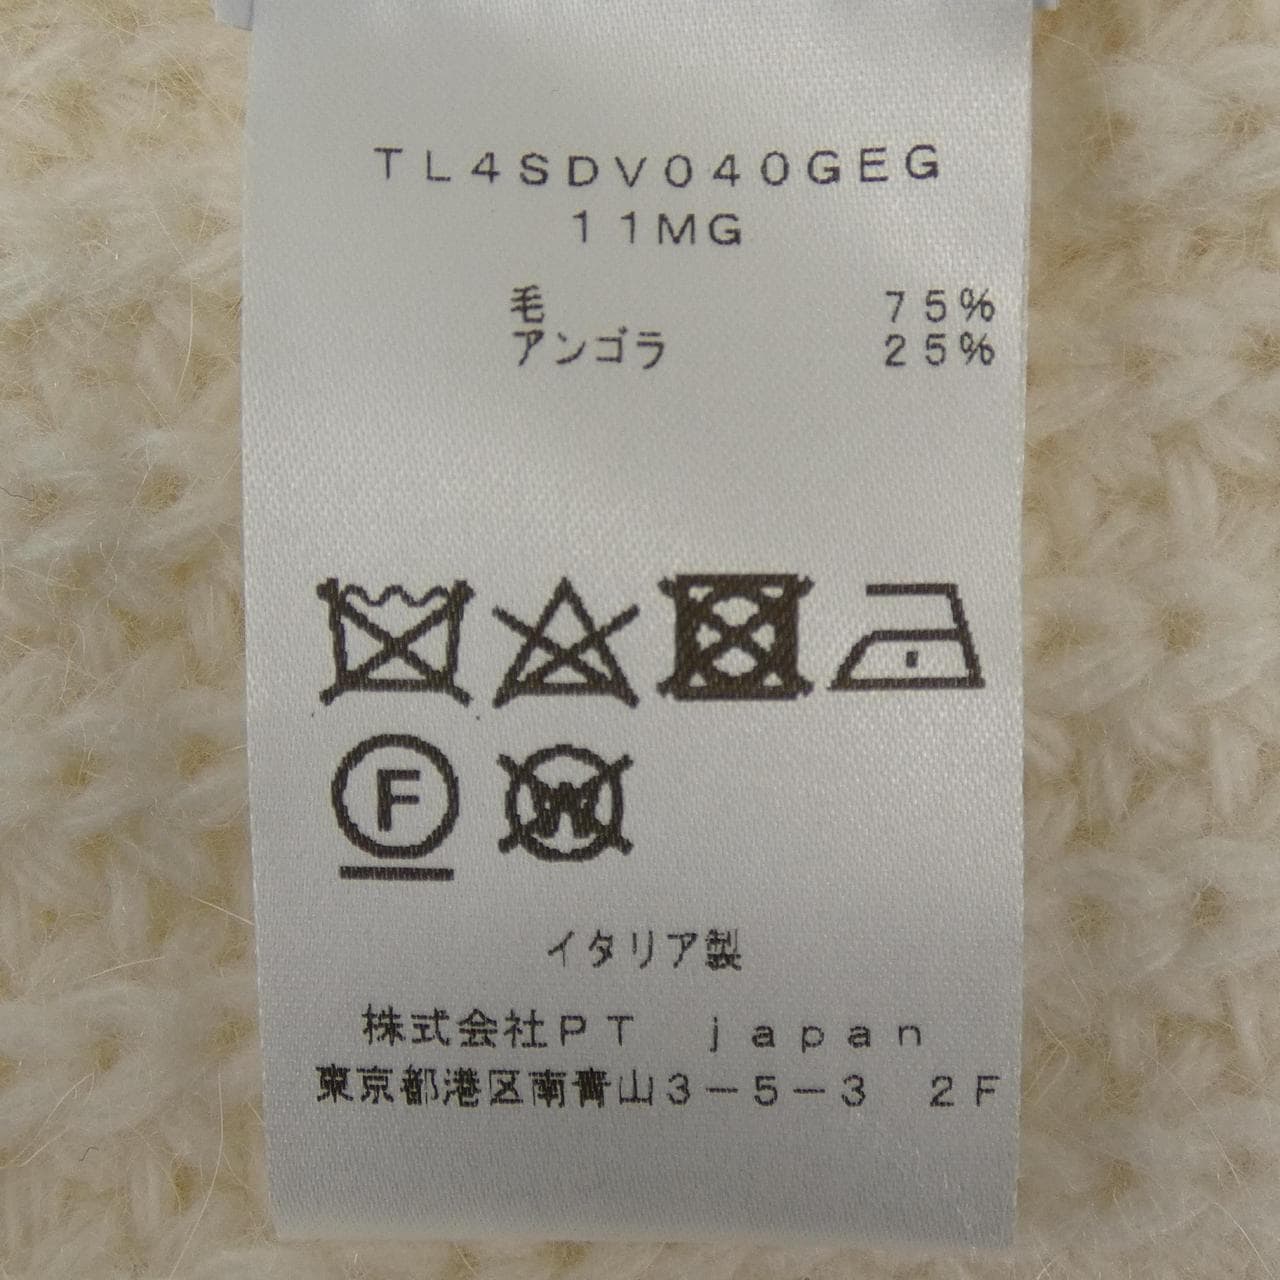 TL4SDV040GEG
11MG
毛 75%
アンゴラ 25%
F
W
イタリア製
株式会社PT japan
東京都港区南青山3-5-3 2F